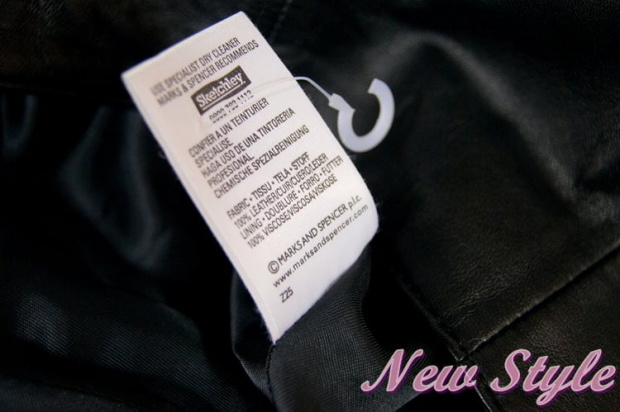 USE SPECIALIST DRY CLEANER
MARKS & SPENCER RECOMMENDS
Sketchley
CONFIER A UN TEINTURIER
SPECIALISE
HAGA USO DE UNA TINTORERIA
PROFESIONAL
CHEMISCHE SPEZIALREINIGUNG
FABRIC • TISSU • TELA • STOFF
100% LEATHER/CUIR/CUERO/LEDER
LINING • DOUBLURE • FORRO • FUTTER
100% VISCOSE/VISCOSA/VISKOSE
© MARKS AND SPENCER p.l.c.
www.marksandspencer.com
Z25
New Style